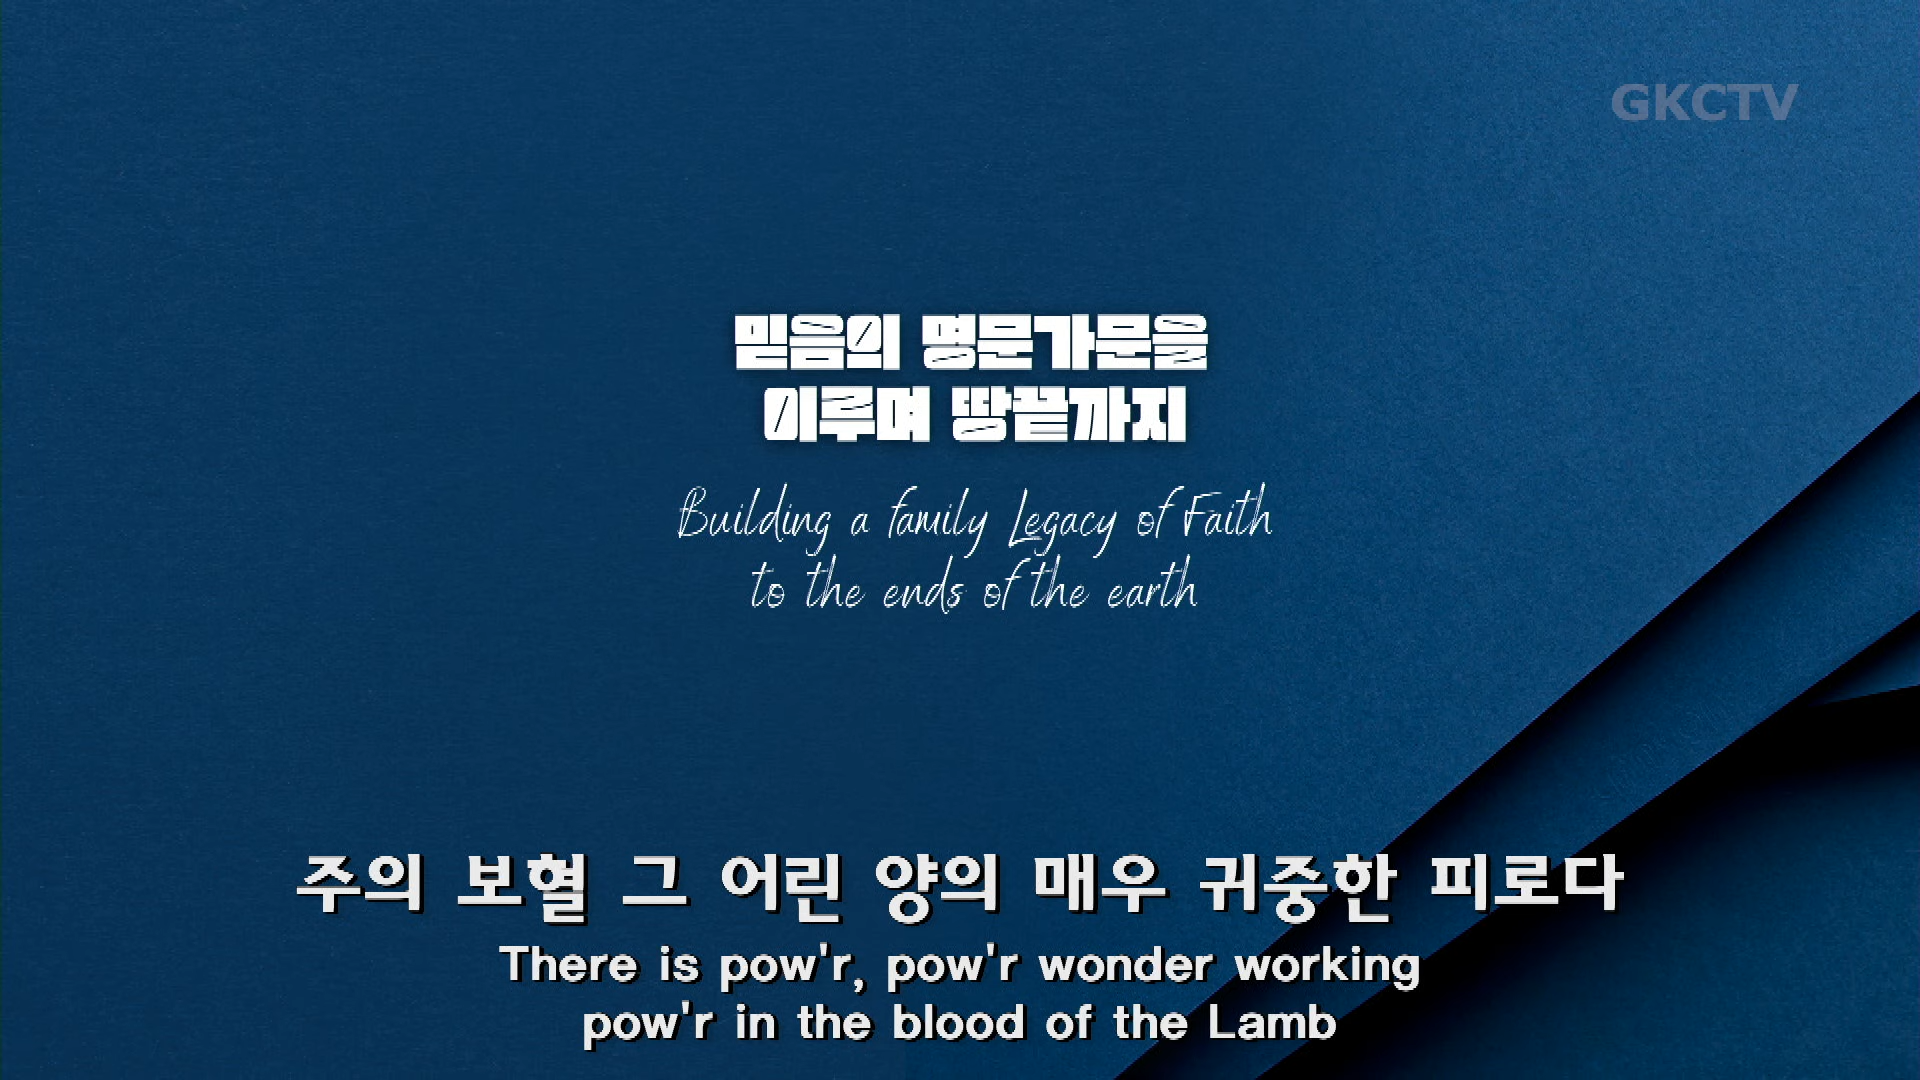 GKCTV
믿음의 명문가문을
이루며 땅끝까지
Building a family Legacy of Faith
to the ends of the earth
주의 보혈 그 어린 양의 매우 귀중한 피로다
There is pow'r, pow'r wonder working
pow'r in the blood of the Lamb